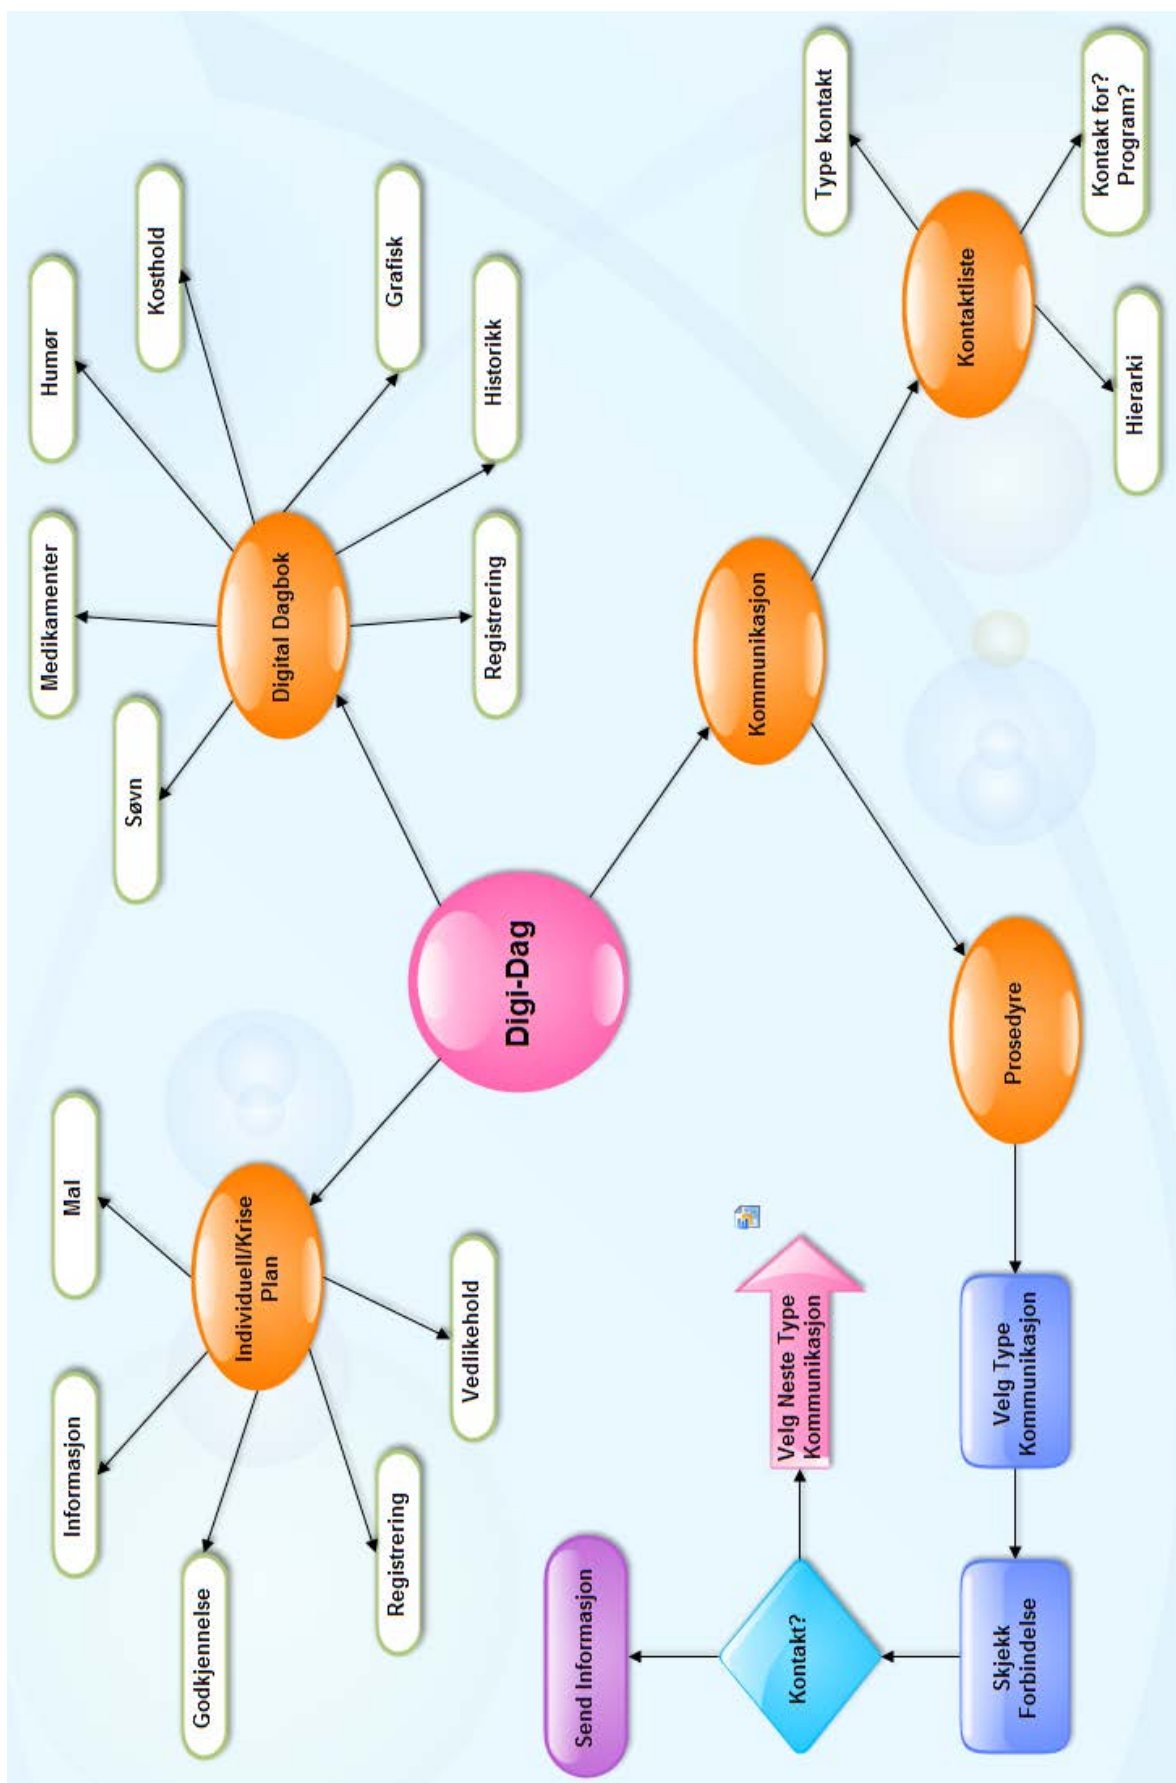 Informasjon
Mal
Godkjennelse
Individuell/Krise
Plan
Registrering
Vedlikehold
Medikamenter
Humør
Søvn
Kosthold
Digital Dagbok
Grafisk
Registrering
Historikk
Digi-Dag
Send Informasjon
Kommunikasjon
Velg Neste Type
Kommunikasjon
Kontakt?
Type kontakt
Kontaktliste
Prosedyre
Skjekk
Forbindelse
Velg Type
Kommunikasjon
Hierarki
Kontakt for?
Program?